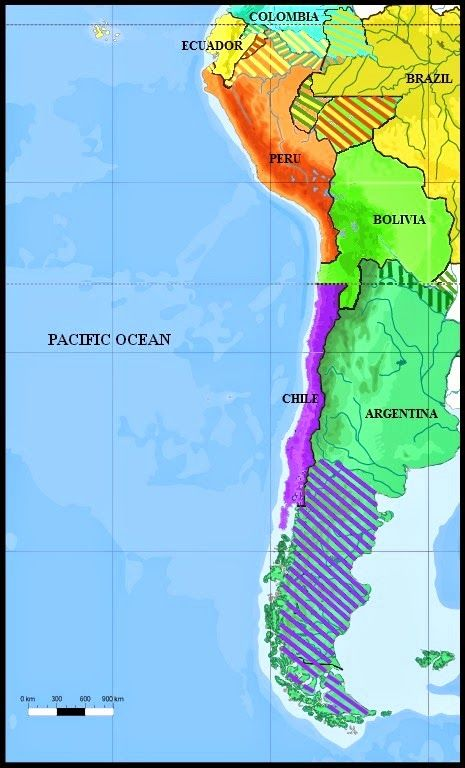 COLOMBIA
ECUADOR
BRAZIL
PERU
BOLIVIA
PACIFIC OCEAN
CHILE
ARGENTINA
0 km 300 600 900 km